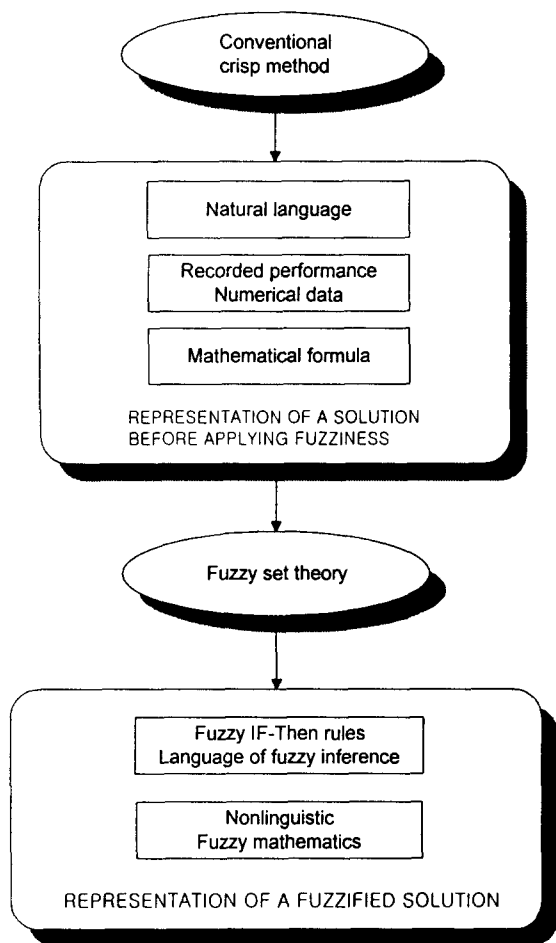 Conventional
crisp method
Natural language
Recorded performance
Numerical data
Mathematical formula
REPRESENTATION OF A SOLUTION
BEFORE APPLYING FUZZINESS
Fuzzy set theory
Fuzzy IF-Then rules
Language of fuzzy inference
Nonlinguistic
Fuzzy mathematics
REPRESENTATION OF A FUZZIFIED SOLUTION